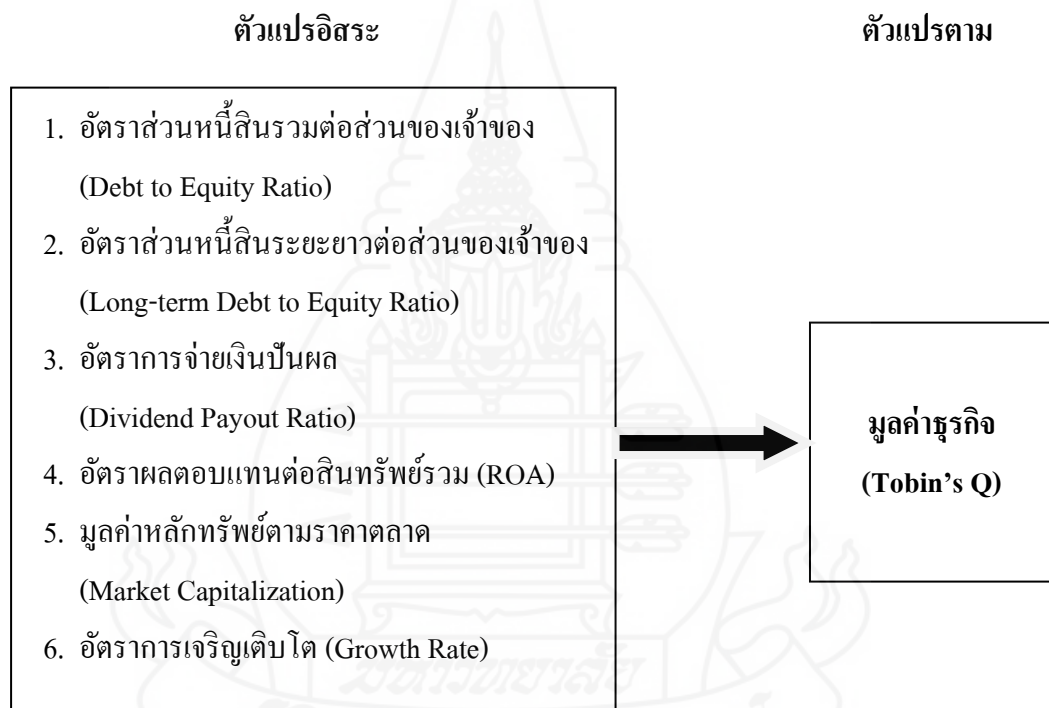 ตัวแปรอิสระ
ตัวแปรตาม
1. อัตราส่วนหนี้สินรวมต่อส่วนของเจ้าของ
(Debt to Equity Ratio)
2. อัตราส่วนหนี้สินระยะยาวต่อส่วนของเจ้าของ
(Long-term Debt to Equity Ratio)
3. อัตราการจ่ายเงินปันผล
(Dividend Payout Ratio)
4. อัตราผลตอบแทนต่อสินทรัพย์รวม (ROA)
5. มูลค่าหลักทรัพย์ตามราคาตลาด
(Market Capitalization)
6. อัตราการเจริญเติบโต (Growth Rate)
มูลค่าธุรกิจ
(Tobin’s Q)